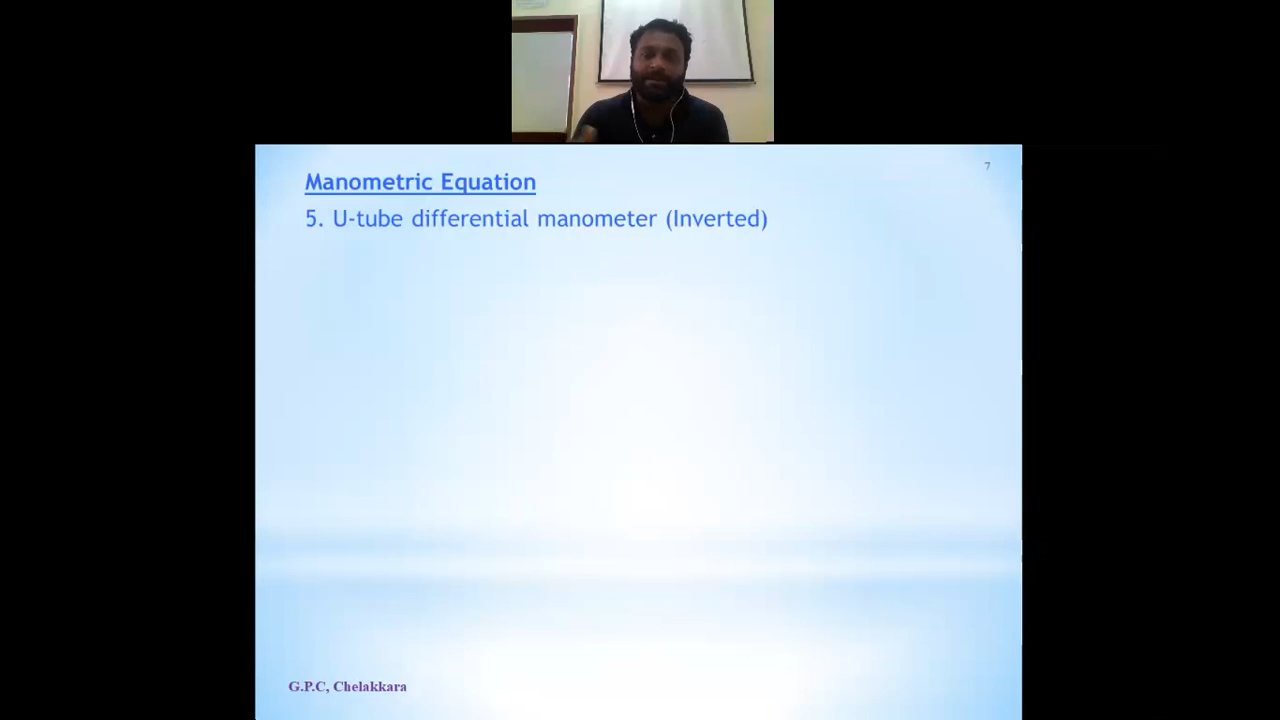 7
Manometric Equation
5. U-tube differential manometer (Inverted)
G.P.C, Chelakkara